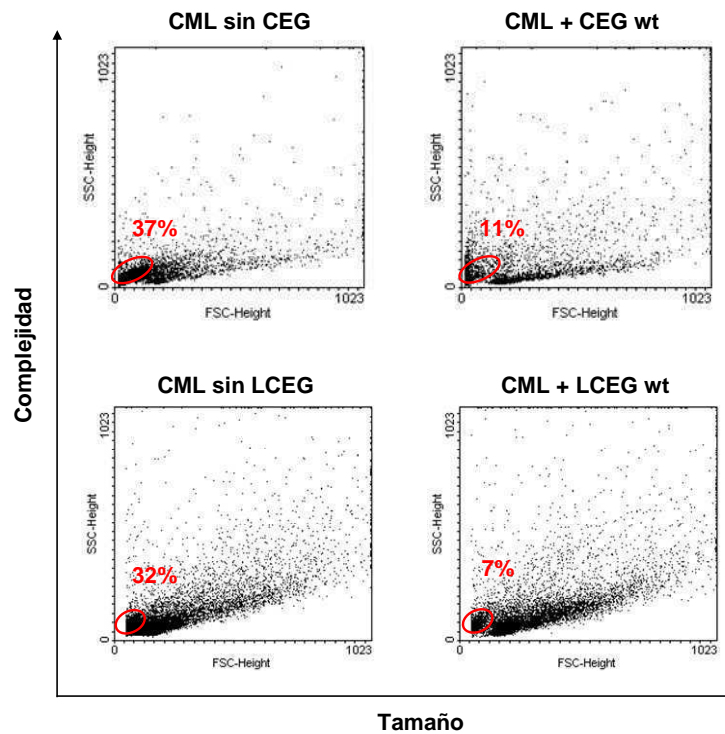 CML sin CEG
CML + CEG wt
1023
SSC-Height
37%
0
0
1023
FSC-Height
1023
SSC-Height
11%
0
0
1023
FSC-Height
Complejidad
CML sin LCEG
CML + LCEG wt
1023
SSC-Height
32%
0
0
1023
FSC-Height
1023
SSC-Height
7%
0
0
1023
FSC-Height
Tamaño